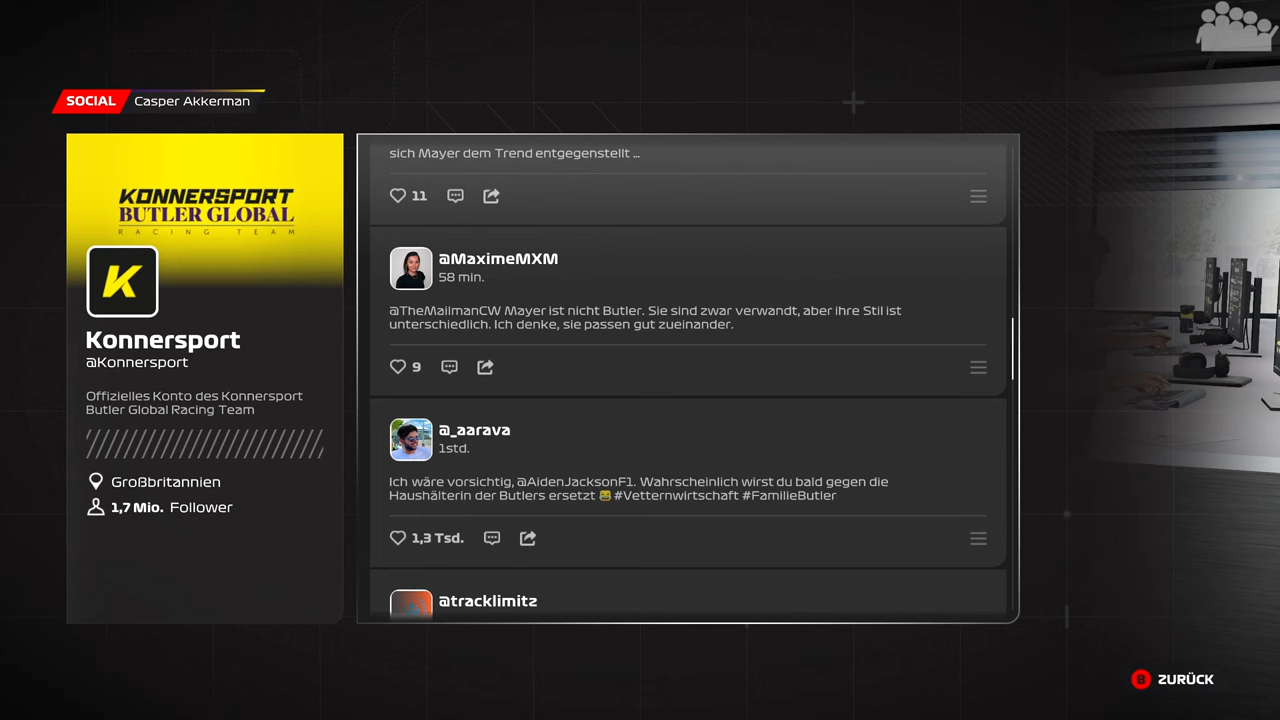 SOCIAL Casper Akkerman
KONNERSPORT
BUTLER GLOBAL
RACING TEAM
K
Konnersport
@Konnersport
Offizielles Konto des Konnersport
Butler Global Racing Team
Großbritannien
1,7 Mio. Follower
sich Mayer dem Trend entgegenstellt ...
11
@MaximeMXM
58 min.
@TheMailmanCW Mayer ist nicht Butler. Sie sind zwar verwandt, aber ihre Stil ist
unterschiedlich. Ich denke, sie passen gut zueinander.
9
@_aarava
1std.
Ich wäre vorsichtig, @AidenJacksonF1. Wahrscheinlich wirst du bald gegen die
Haushälterin der Butlers ersetzt 😆 #Vetternwirtschaft #FamilieButler
1,3 Tsd.
@tracklimitz
B ZURÜCK